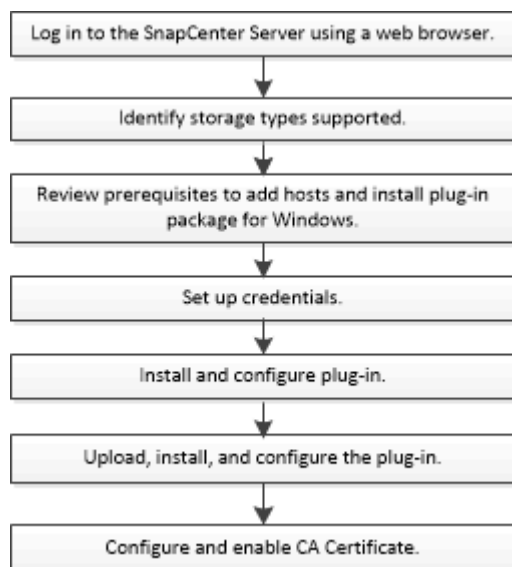 Log in to the SnapCenter Server using a web browser.
Identify storage types supported.
Review prerequisites to add hosts and install plug-in
package for Windows.
Set up credentials.
Install and configure plug-in.
Upload, install, and configure the plug-in.
Configure and enable CA Certificate.